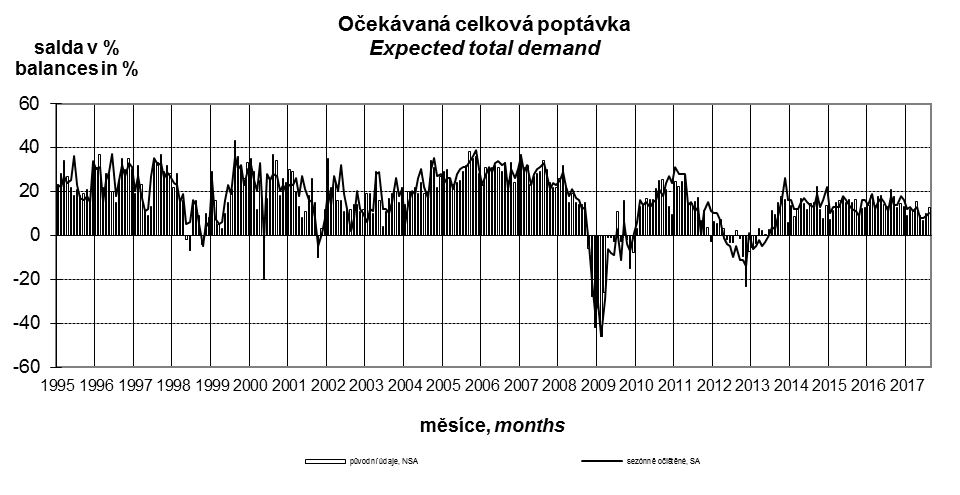 Očekávaná celková poptávka
Expected total demand
salda v %
balances in %
60
40
20
0
-20
-40
-60
1995 1996 1997 1998 1999 2000 2001 2002 2003 2004 2005 2006 2007 2008 2009 2010 2011 2012 2013 2014 2015 2016 2017
měsíce, months
původní údaje, NSA
sezónně očištěné, SA